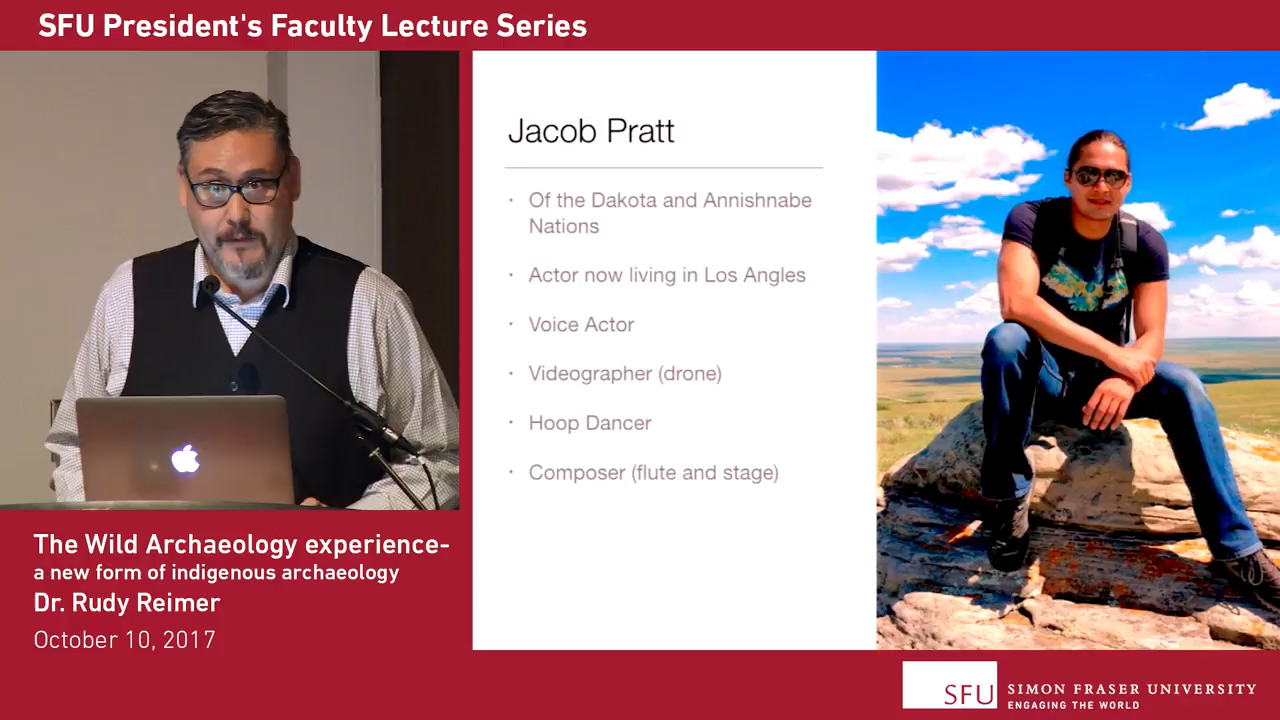 SFU President's Faculty Lecture Series
Jacob Pratt
· Of the Dakota and Annishnabe
Nations
· Actor now living in Los Angles
· Voice Actor
· Videographer (drone)
· Hoop Dancer
· Composer (flute and stage)
The Wild Archaeology experience-
a new form of indigenous archaeology
Dr. Rudy Reimer
October 10, 2017
SFU
SIMON FRASER UNIVERSITY
ENGAGING THE WORLD